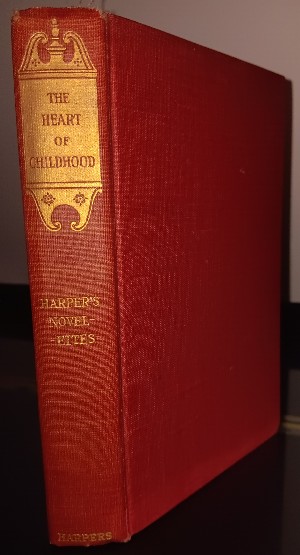 THE
HEART
OF
CHILDHOOD
HARPER'S
NOVEL-
-ETTES-
HARPERS